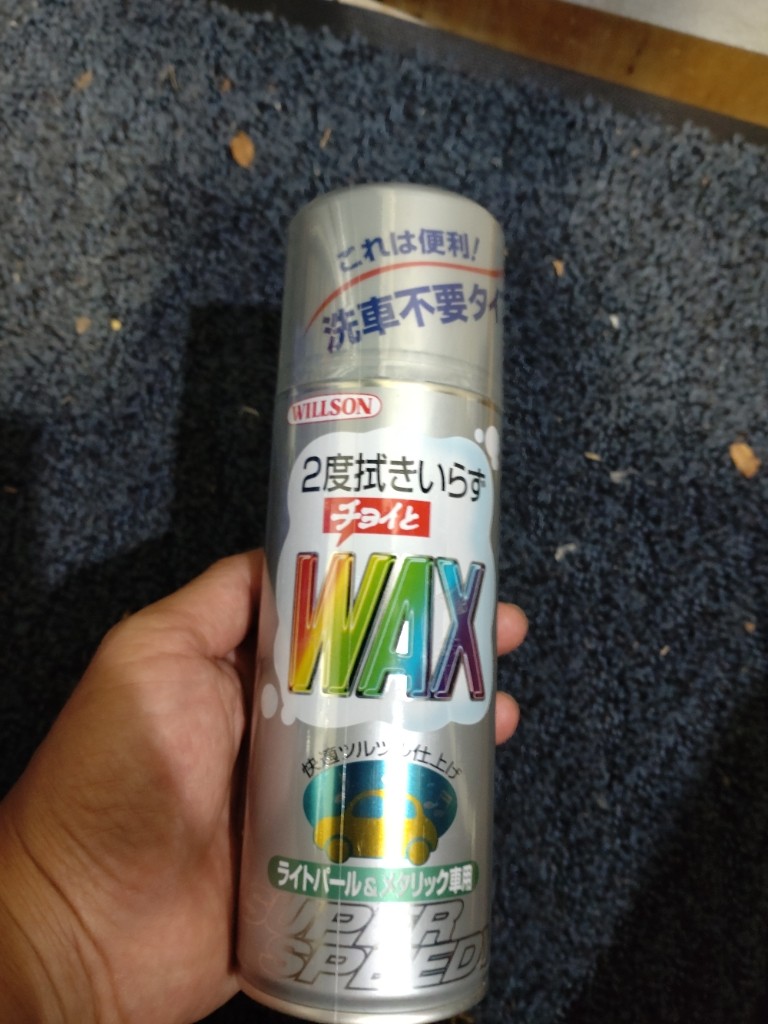 これは便利!
洗車不要タイ
WILLSON
2度拭きいらず
チョイと
WAX
快適ツルツル仕上げ
ライトパール&メタリック車用
SUPER
SPEEDY